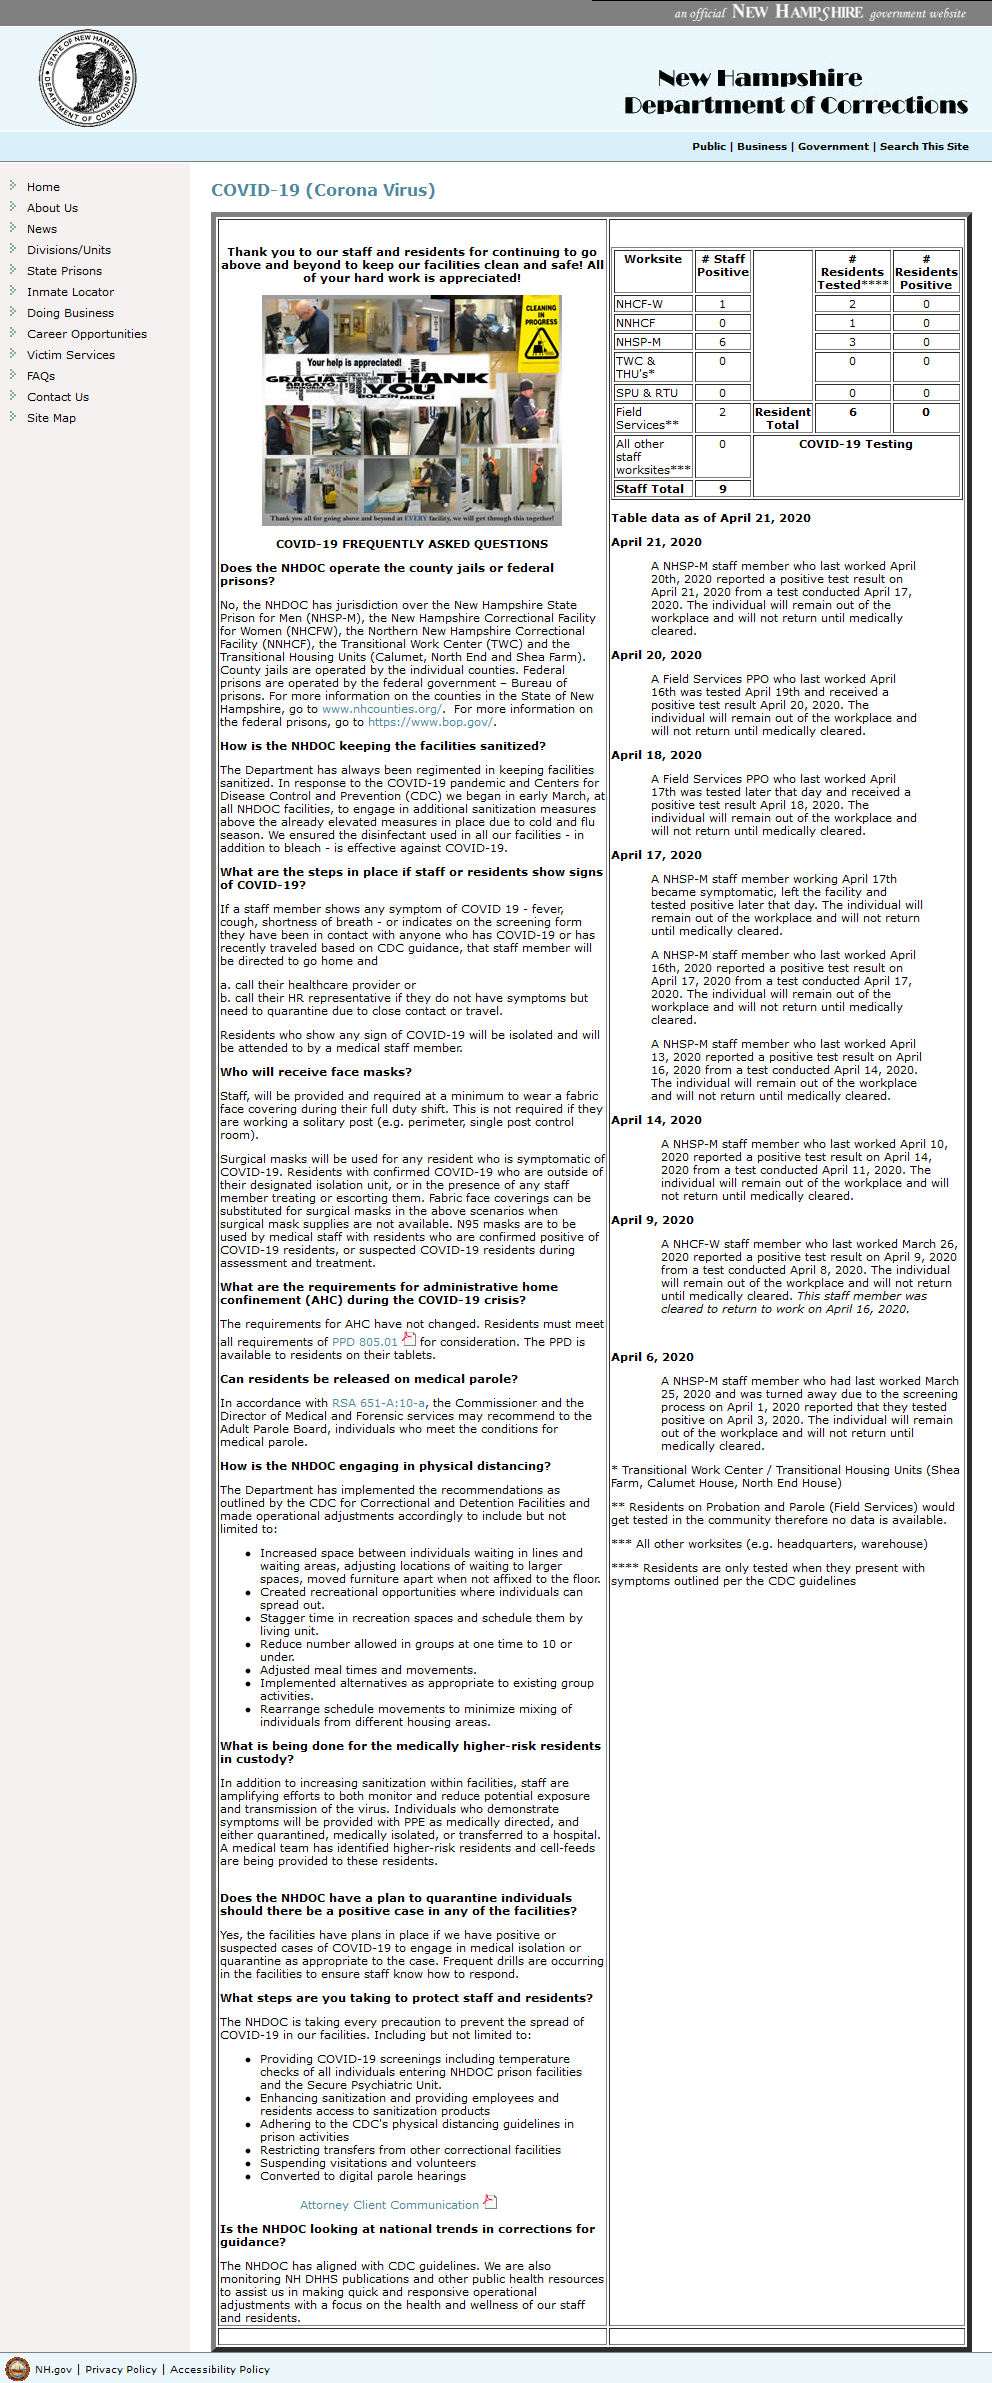 an official NEW HAMPSHIRE government website
STATE OF NEW HAMPSHIRE
DEPARTMENT OF CORRECTIONS
New Hampshire
Department of Corrections
Public | Business | Government | Search This Site
Home
About Us
News
Divisions/Units
State Prisons
Inmate Locator
Doing Business
Career Opportunities
Victim Services
FAQs
Contact Us
Site Map
COVID-19 (Corona Virus)
Thank you to our staff and residents for continuing to go
above and beyond to keep our facilities clean and safe! All
of your hard work is appreciated!
CLEANING
IN
PROGRESS
Your help is appreciated!
GRACIAS
THANK
YOU
BOLZIN MERCI
Thank you all for going above and beyond at EVERY facility, we will get through this together!
COVID-19 FREQUENTLY ASKED QUESTIONS
Does the NHDOC operate the county jails or federal
prisons?
No, the NHDOC has jurisdiction over the New Hampshire State
Prison for Men (NHSP-M), the New Hampshire Correctional Facility
for Women (NHCFW), the Northern New Hampshire Correctional
Facility (NNHCF), the Transitional Work Center (TWC) and the
Transitional Housing Units (Calumet, North End and Shea Farm).
County jails are operated by the individual counties. Federal
prisons are operated by the federal government – Bureau of
prisons. For more information on the counties in the State of New
Hampshire, go to www.nhcounties.org/.  For more information on
the federal prisons, go to https://www.bop.gov/.
How is the NHDOC keeping the facilities sanitized?
The Department has always been regimented in keeping facilities
sanitized. In response to the COVID-19 pandemic and Centers for
Disease Control and Prevention (CDC) we began in early March, at
all NHDOC facilities, to engage in additional sanitization measures
above the already elevated measures in place due to cold and flu
season. We ensured the disinfectant used in all our facilities - in
addition to bleach - is effective against COVID-19.
What are the steps in place if staff or residents show signs
of COVID-19?
If a staff member shows any symptom of COVID 19 - fever,
cough, shortness of breath - or indicates on the screening form
they have been in contact with anyone who has COVID-19 or has
recently traveled based on CDC guidance, that staff member will
be directed to go home and
a. call their healthcare provider or
b. call their HR representative if they do not have symptoms but
need to quarantine due to close contact or travel.
Residents who show any sign of COVID-19 will be isolated and will
be attended to by a medical staff member.
Who will receive face masks?
Staff, will be provided and required at a minimum to wear a fabric
face covering during their full duty shift. This is not required if they
are working a solitary post (e.g. perimeter, single post control
room).
Surgical masks will be used for any resident who is symptomatic of
COVID-19. Residents with confirmed COVID-19 who are outside of
their designated isolation unit, or in the presence of any staff
member treating or escorting them. Fabric face coverings can be
substituted for surgical masks in the above scenarios when
surgical mask supplies are not available. N95 masks are to be
used by medical staff with residents who are confirmed positive of
COVID-19 residents, or suspected COVID-19 residents during
assessment and treatment.
What are the requirements for administrative home
confinement (AHC) during the COVID-19 crisis?
The requirements for AHC have not changed. Residents must meet
all requirements of PPD 805.01 for consideration. The PPD is
available to residents on their tablets.
Can residents be released on medical parole?
In accordance with RSA 651-A:10-a, the Commissioner and the
Director of Medical and Forensic services may recommend to the
Adult Parole Board, individuals who meet the conditions for
medical parole.
How is the NHDOC engaging in physical distancing?
The Department has implemented the recommendations as
outlined by the CDC for Correctional and Detention Facilities and
made operational adjustments accordingly to include but not
limited to:
• Increased space between individuals waiting in lines and
waiting areas, adjusting locations of waiting to larger
spaces, moved furniture apart when not affixed to the floor.
• Created recreational opportunities where individuals can
spread out.
• Stagger time in recreation spaces and schedule them by
living unit.
• Reduce number allowed in groups at one time to 10 or
under.
• Adjusted meal times and movements.
• Implemented alternatives as appropriate to existing group
activities.
• Rearrange schedule movements to minimize mixing of
individuals from different housing areas.
What is being done for the medically higher-risk residents
in custody?
In addition to increasing sanitization within facilities, staff are
amplifying efforts to both monitor and reduce potential exposure
and transmission of the virus. Individuals who demonstrate
symptoms will be provided with PPE as medically directed, and
either quarantined, medically isolated, or transferred to a hospital.
A medical team has identified higher-risk residents and cell-feeds
are being provided to these residents.
Does the NHDOC have a plan to quarantine individuals
should there be a positive case in any of the facilities?
Yes, the facilities have plans in place if we have positive or
suspected cases of COVID-19 to engage in medical isolation or
quarantine as appropriate to the case. Frequent drills are occurring
in the facilities to ensure staff know how to respond.
What steps are you taking to protect staff and residents?
The NHDOC is taking every precaution to prevent the spread of
COVID-19 in our facilities. Including but not limited to:
• Providing COVID-19 screenings including temperature
checks of all individuals entering NHDOC prison facilities
and the Secure Psychiatric Unit.
• Enhancing sanitization and providing employees and
residents access to sanitization products
• Adhering to the CDC's physical distancing guidelines in
prison activities
• Restricting transfers from other correctional facilities
• Suspending visitations and volunteers
• Converted to digital parole hearings
Attorney Client Communication
Is the NHDOC looking at national trends in corrections for
guidance?
The NHDOC has aligned with CDC guidelines. We are also
monitoring NH DHHS publications and other public health resources
to assist us in making quick and responsive operational
adjustments with a focus on the health and wellness of our staff
and residents.
Worksite # Staff Positive # Residents Tested**** # Residents Positive
NHCF-W 1 2 0
NNHCF 0 1 0
NHSP-M 6 3 0
TWC & THU's* 0 0 0
SPU & RTU 0 0 0
Field Services** 2 Resident Total 6 0
All other staff worksites*** 0 COVID-19 Testing
Staff Total 9
Table data as of April 21, 2020
April 21, 2020
A NHSP-M staff member who last worked April
20th, 2020 reported a positive test result on
April 21, 2020 from a test conducted April 17,
2020. The individual will remain out of the
workplace and will not return until medically
cleared.
April 20, 2020
A Field Services PPO who last worked April
16th was tested April 19th and received a
positive test result April 20, 2020. The
individual will remain out of the workplace and
will not return until medically cleared.
April 18, 2020
A Field Services PPO who last worked April
17th was tested later that day and received a
positive test result April 18, 2020. The
individual will remain out of the workplace and
will not return until medically cleared.
April 17, 2020
A NHSP-M staff member working April 17th
became symptomatic, left the facility and
tested positive later that day. The individual will
remain out of the workplace and will not return
until medically cleared.
A NHSP-M staff member who last worked April
16th, 2020 reported a positive test result on
April 17, 2020 from a test conducted April 17,
2020. The individual will remain out of the
workplace and will not return until medically
cleared.
A NHSP-M staff member who last worked April
13, 2020 reported a positive test result on April
16, 2020 from a test conducted April 14, 2020.
The individual will remain out of the workplace
and will not return until medically cleared.
April 14, 2020
A NHSP-M staff member who last worked April 10,
2020 reported a positive test result on April 14,
2020 from a test conducted April 11, 2020. The
individual will remain out of the workplace and will
not return until medically cleared.
April 9, 2020
A NHCF-W staff member who last worked March 26,
2020 reported a positive test result on April 9, 2020
from a test conducted April 8, 2020. The individual
will remain out of the workplace and will not return
until medically cleared. This staff member was
cleared to return to work on April 16, 2020.
April 6, 2020
A NHSP-M staff member who had last worked March
25, 2020 and was turned away due to the screening
process on April 1, 2020 reported that they tested
positive on April 3, 2020. The individual will remain
out of the workplace and will not return until
medically cleared.
* Transitional Work Center / Transitional Housing Units (Shea
Farm, Calumet House, North End House)
** Residents on Probation and Parole (Field Services) would
get tested in the community therefore no data is available.
*** All other worksites (e.g. headquarters, warehouse)
**** Residents are only tested when they present with
symptoms outlined per the CDC guidelines
NH.gov | Privacy Policy | Accessibility Policy